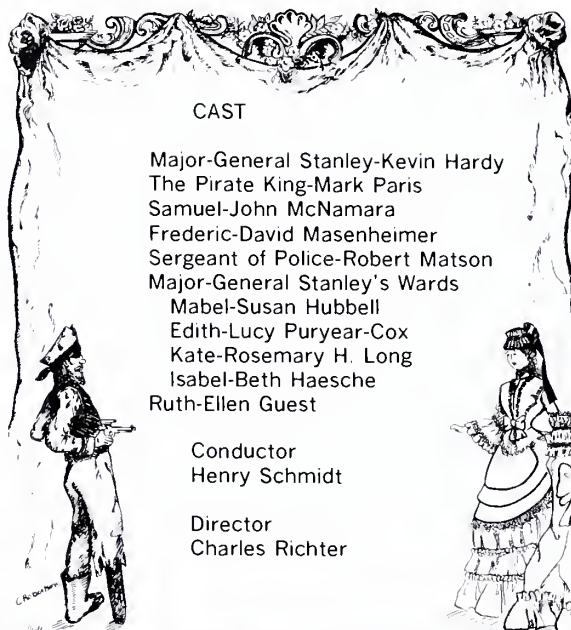 CAST
Major-General Stanley-Kevin Hardy
The Pirate King-Mark Paris
Samuel-John McNamara
Frederic-David Masenheimer
Sergeant of Police-Robert Matson
Major-General Stanley's Wards
Mabel-Susan Hubbell
Edith-Lucy Puryear-Cox
Kate-Rosemary H. Long
Isabel-Beth Haesche
Ruth-Ellen Guest
Conductor
Henry Schmidt
Director
Charles Richter